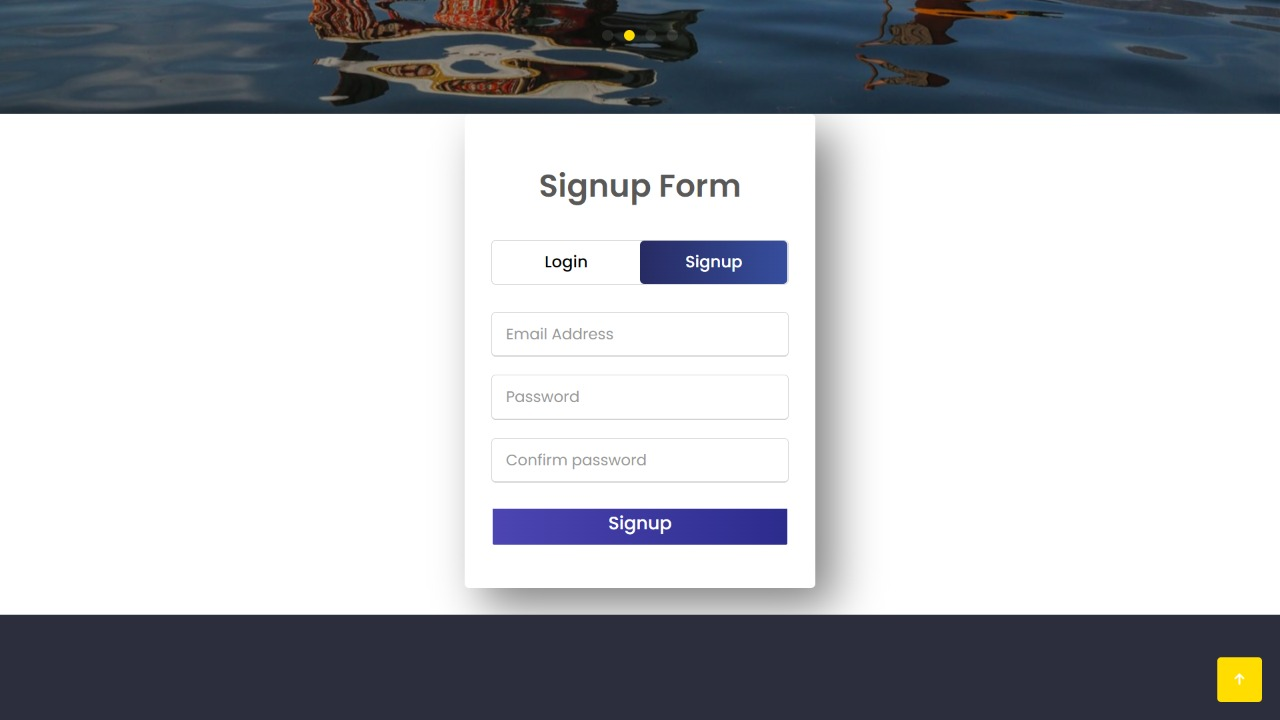 Signup Form
Login
Signup
Email Address
Password
Confirm password
Signup